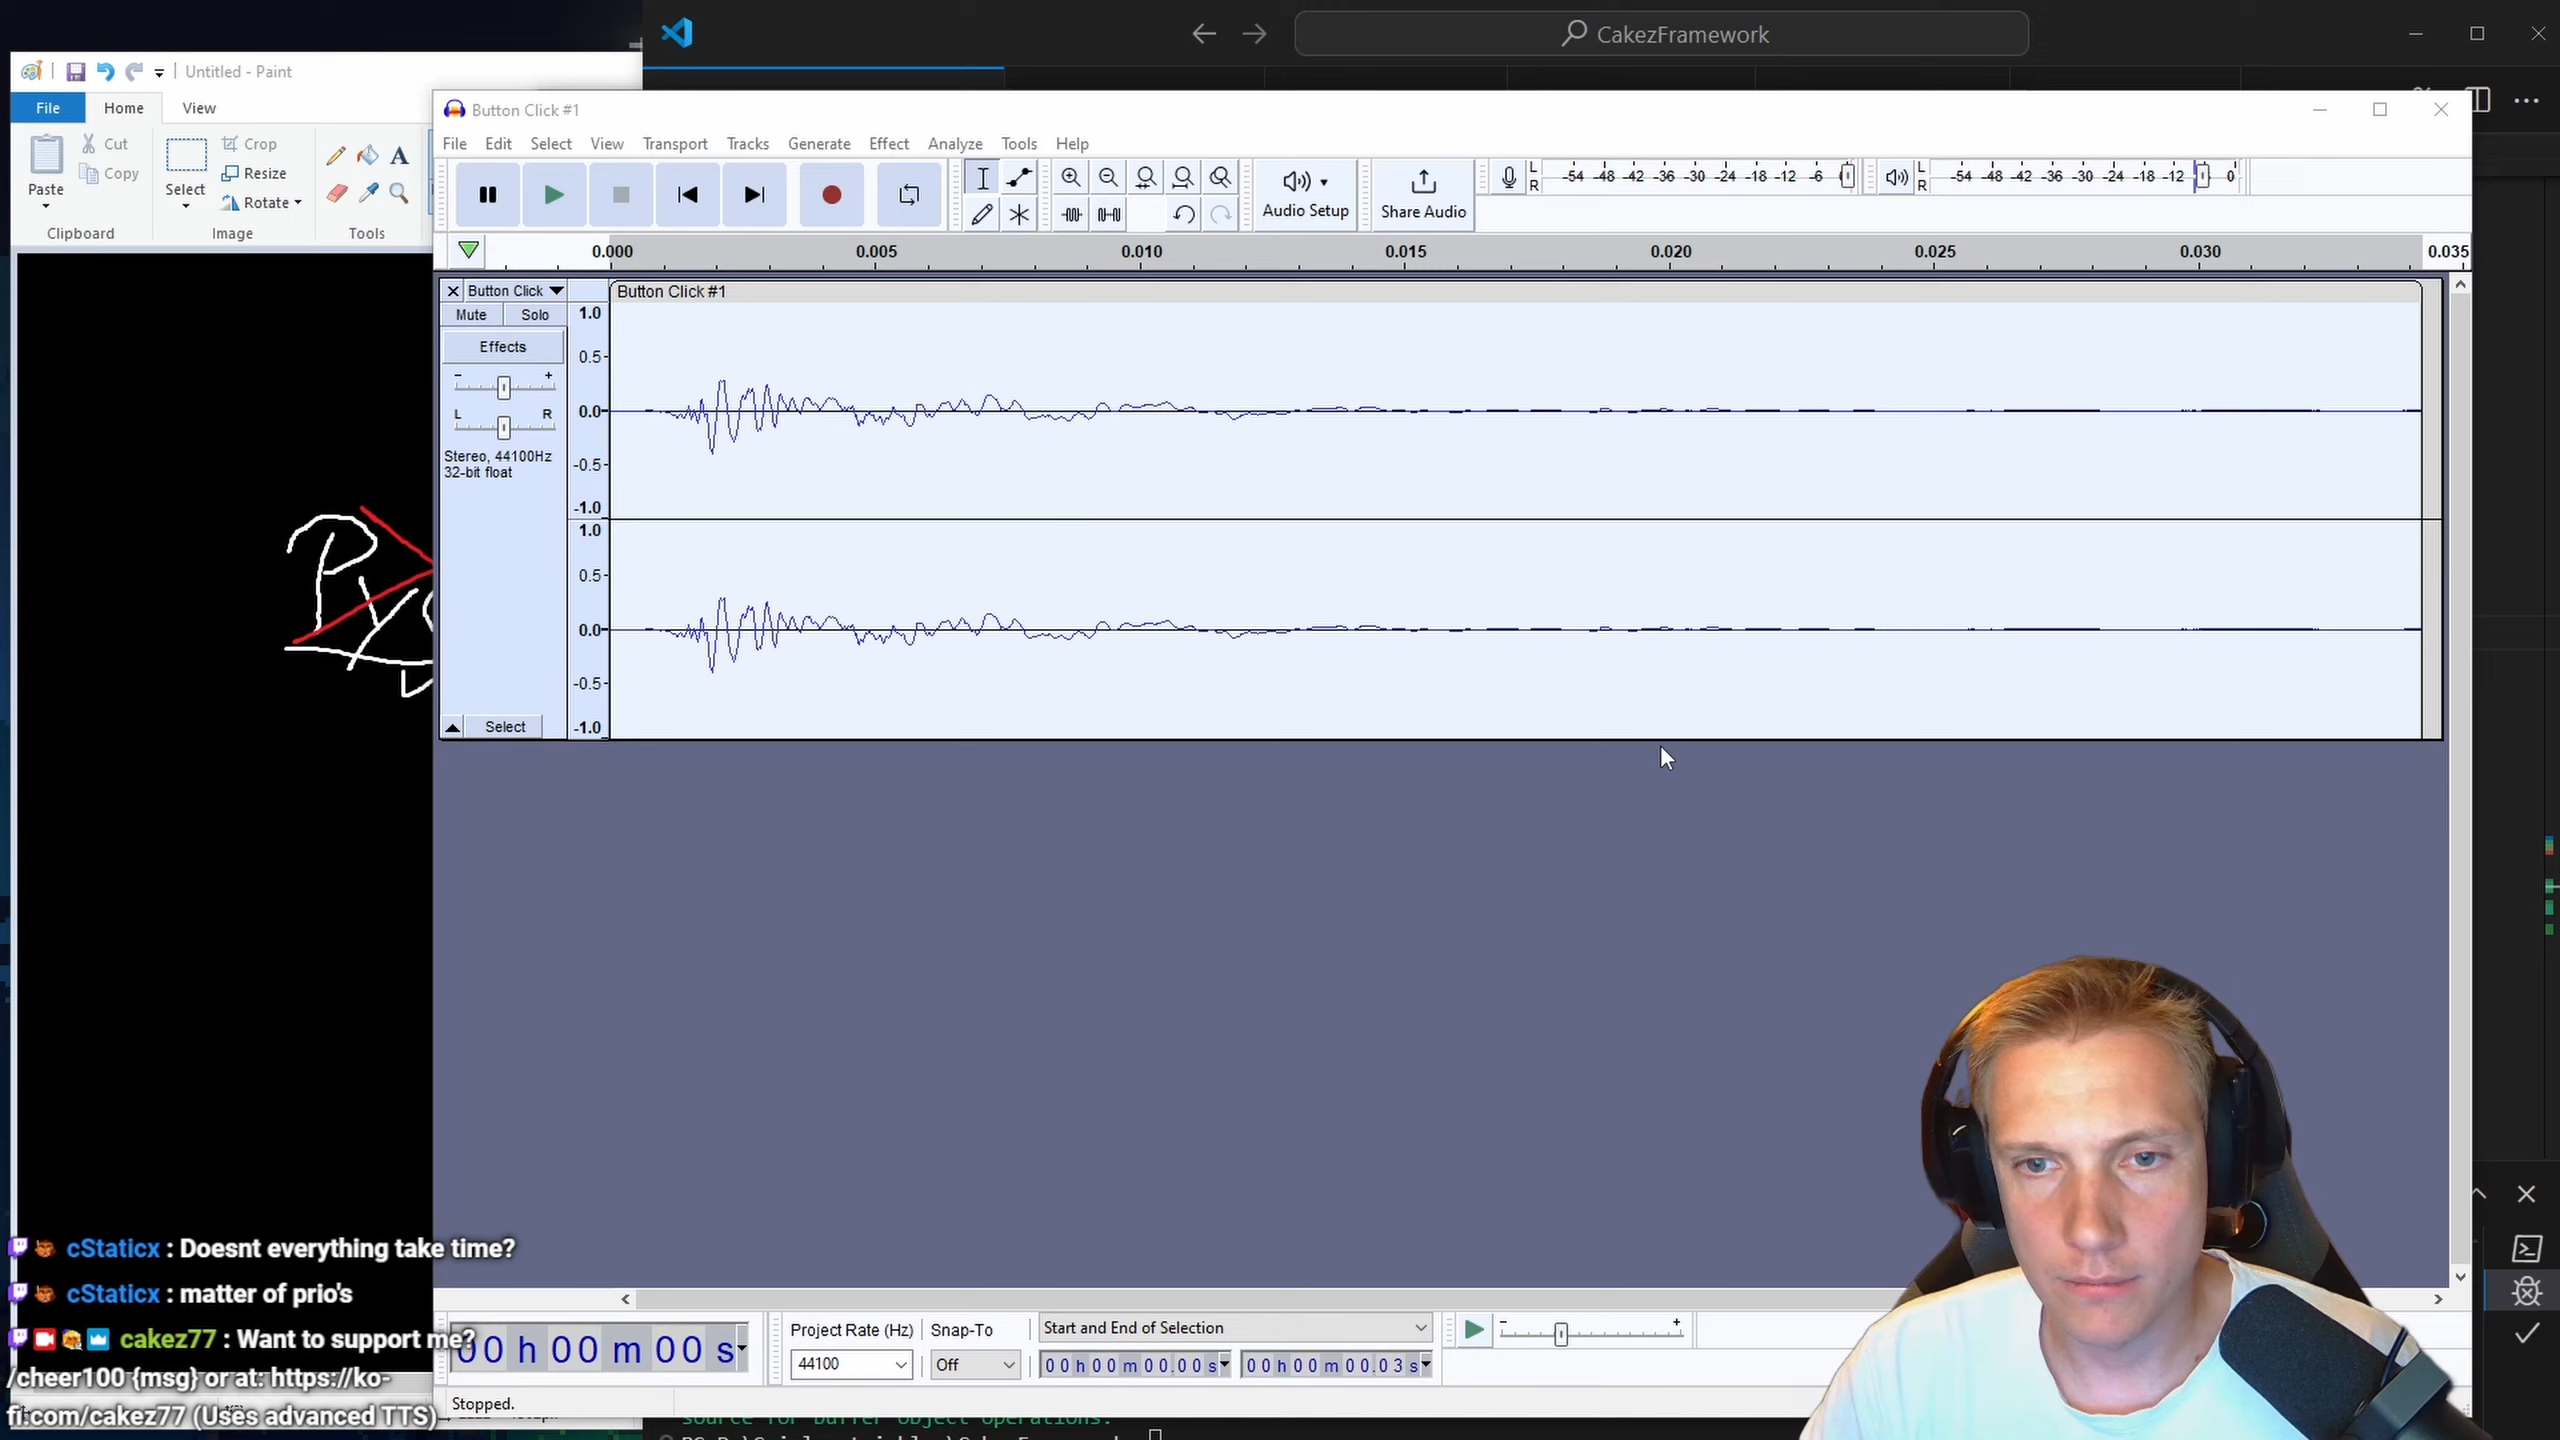 CakezFramework
Untitled - Paint
File Home View
Cut
Copy
Paste
Clipboard
Select
Crop
Resize
Rotate
Image
Tools
Button Click #1
File Edit Select View Transport Tracks Generate Effect Analyze Tools Help
Audio Setup
Share Audio
L
R
-54 -48 -42 -36 -30 -24 -18 -12 -6
L
R
-54 -48 -42 -36 -30 -24 -18 -12 0
0.000 0.005 0.010 0.015 0.020 0.025 0.030 0.035
Button Click
Mute Solo
Effects
- +
L R
Stereo, 44100Hz
32-bit float
Select
Button Click #1
1.0
0.5-
0.0-
-0.5-
-1.0
1.0
0.5-
0.0-
-0.5-
-1.0
cStaticx : Doesnt everything take time?
cStaticx : matter of prio's
cakez77 : Want to support me?
/cheer100 {msg} or at: https://ko-
fi.com/cakez77 (Uses advanced TTS)
00 h 00 m 00 s
Project Rate (Hz)
44100
Snap-To
Off
Start and End of Selection
00 h 00 m 00.00 s
00 h 00 m 00.03 s
- +
Stopped.
source for buffer object operations.